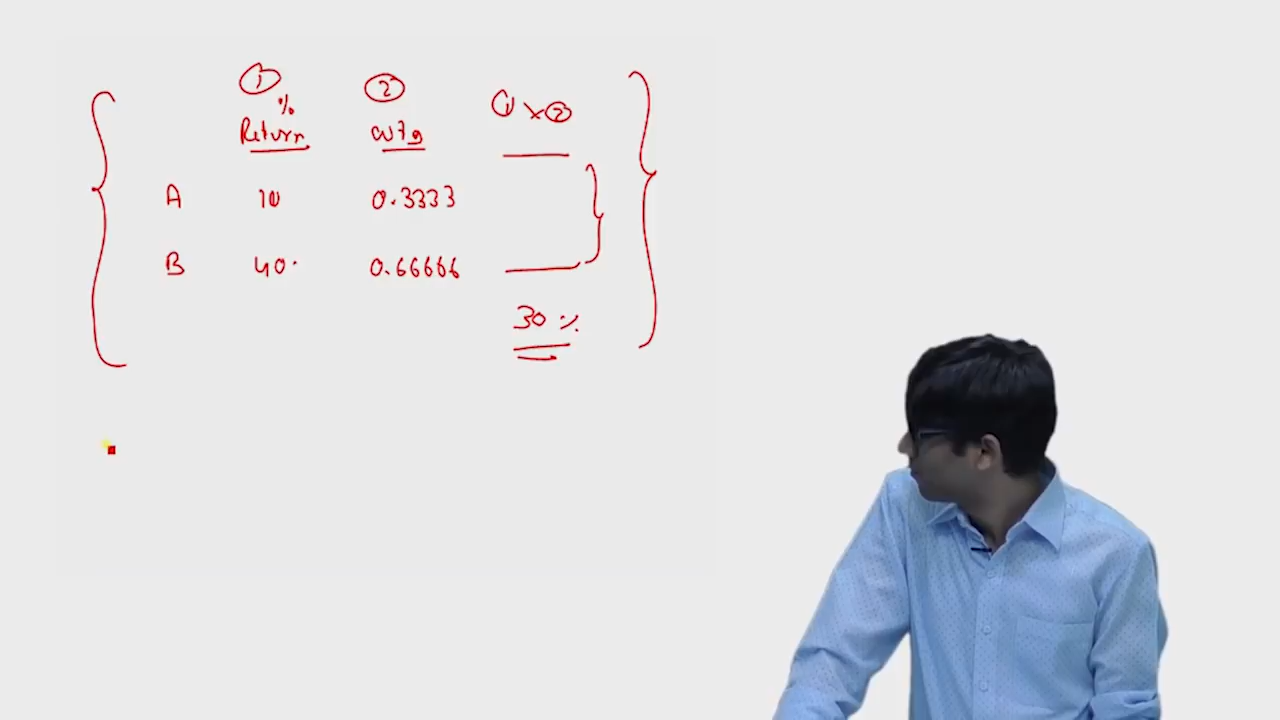 ① ② ① × ②
% Return wtg
A 10 0.3333
B 40 0.66666
30 %